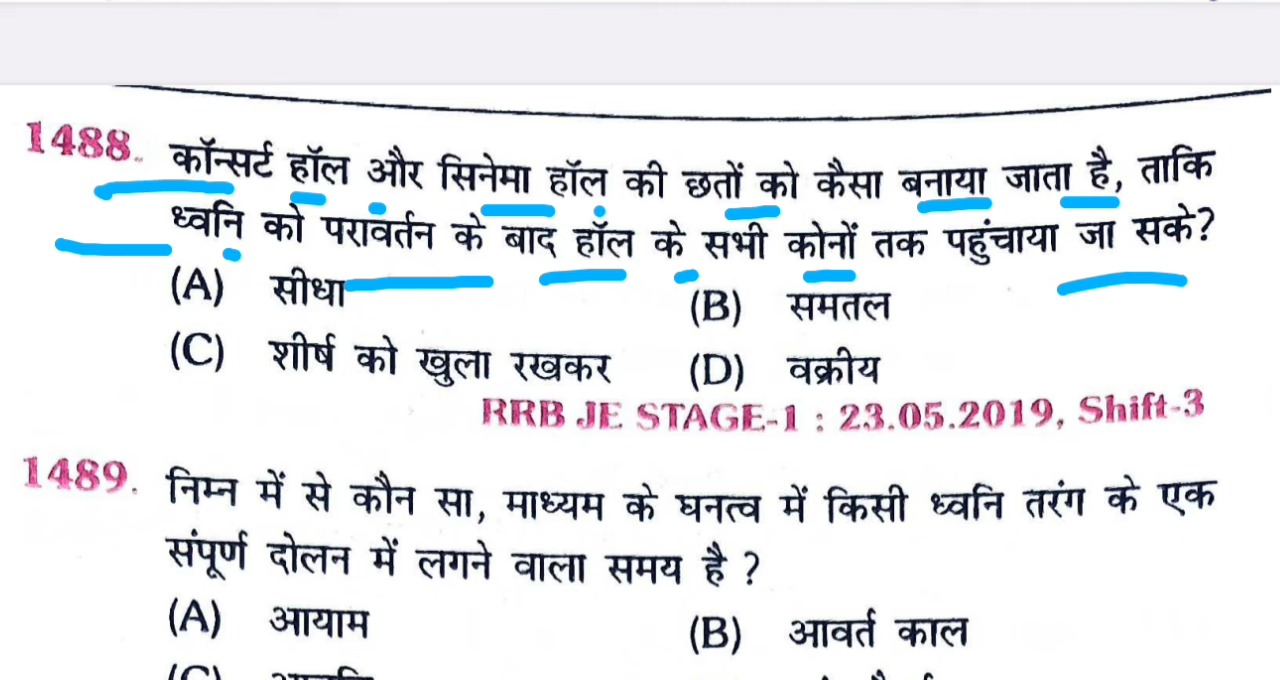 1488. कॉन्सर्ट हॉल और सिनेमा हॉल की छतों को कैसा बनाया जाता है, ताकि
ध्वनि को परावर्तन के बाद हॉल के सभी कोनों तक पहुंचाया जा सके?
(A) सीधा (B) समतल
(C) शीर्ष को खुला रखकर (D) वक्रीय
RRB JE STAGE-1 : 23.05.2019, Shift-3
1489. निम्न में से कौन सा, माध्यम के घनत्व में किसी ध्वनि तरंग के एक
संपूर्ण दोलन में लगने वाला समय है ?
(A) आयाम (B) आवर्त काल